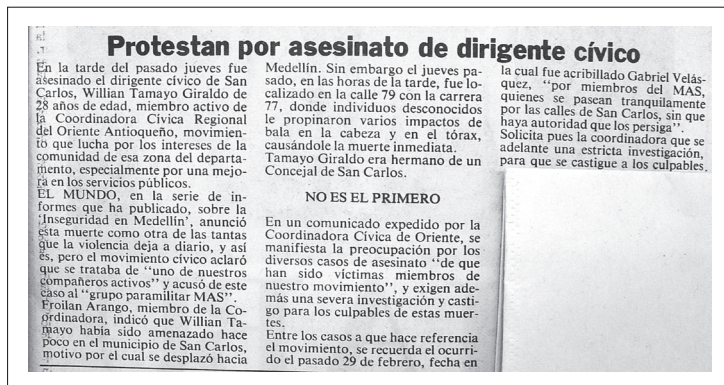 Protestan por asesinato de dirigente cívico
En la tarde del pasado jueves fue
asesinado el dirigente cívico de San
Carlos, Willian Tamayo Giraldo de
28 años de edad, miembro activo de
la Coordinadora Cívica Regional
del Oriente Antioqueño, movimien-
to que lucha por los intereses de la
comunidad de esa zona del departa-
mento, especialmente por una mejo-
ra en los servicios públicos.
EL MUNDO, en la serie de in-
formes que ha publicado, sobre la
'Inseguridad en Medellín', anunció
esta muerte como otra de las tantas
que la violencia deja a diario, y así
es, pero el movimiento cívico aclaró
que se trataba de "uno de nuestros
compañeros activos" y acusó de este
caso al "grupo paramilitar MAS".
Froilan Arango, miembro de la Co-
ordinadora, indicó que Willian Ta-
mayo había sido amenazado hace
poco en el municipio de San Carlos,
motivo por el cual se desplazó hacia
Medellín. Sin embargo el jueves pa-
sado, en las horas de la tarde, fue lo-
calizado en la calle 79 con la carrera
77, donde individuos desconocidos
le propinaron varios impactos de
bala en la cabeza y en el tórax,
causándole la muerte inmediata.
Tamayo Giraldo era hermano de un
Concejal de San Carlos.
NO ES EL PRIMERO
En un comunicado expedido por la
Coordinadora Cívica de Oriente, se
manifiesta la preocupación por los
diversos casos de asesinato "de que
han sido víctimas miembros de
nuestro movimiento", y exigen ade-
más una severa investigación y casti-
go para los culpables de estas muer-
tes.
Entre los casos a que hace referencia
el movimiento, se recuerda el ocurri-
do el pasado 29 de febrero, fecha en
la cual fue acribillado Gabriel Velás-
quez, "por miembros del MAS,
quienes se pasean tranquilamente
por las calles de San Carlos, sin que
haya autoridad que los persiga".
Solicita pues la coordinadora que se
adelante una estricta investigación,
para que se castigue a los culpables.